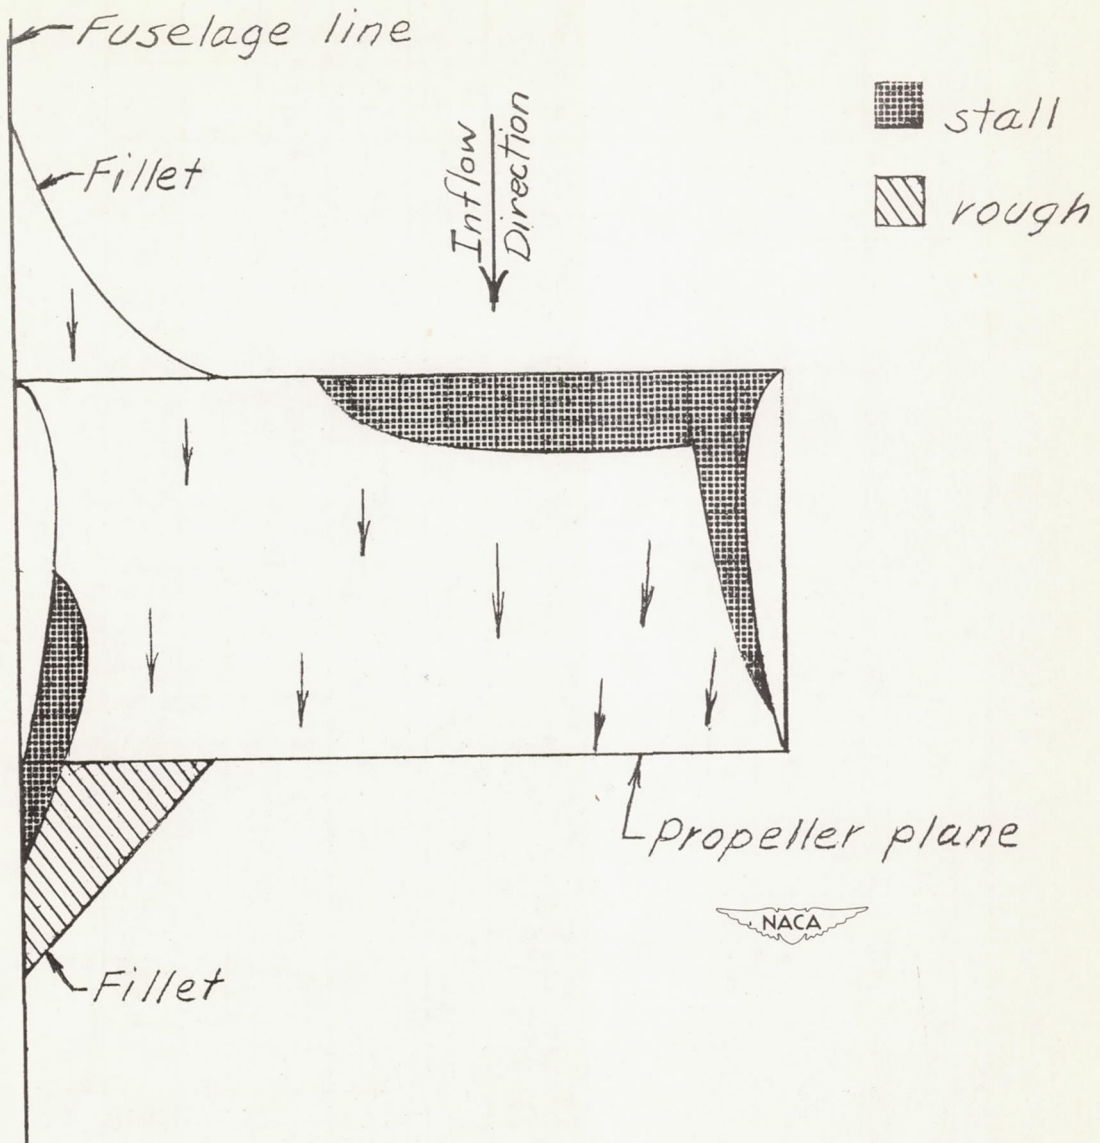 Fuselage line
Fillet
Inflow
Direction
stall
rough
Propeller plane
NACA
Fillet